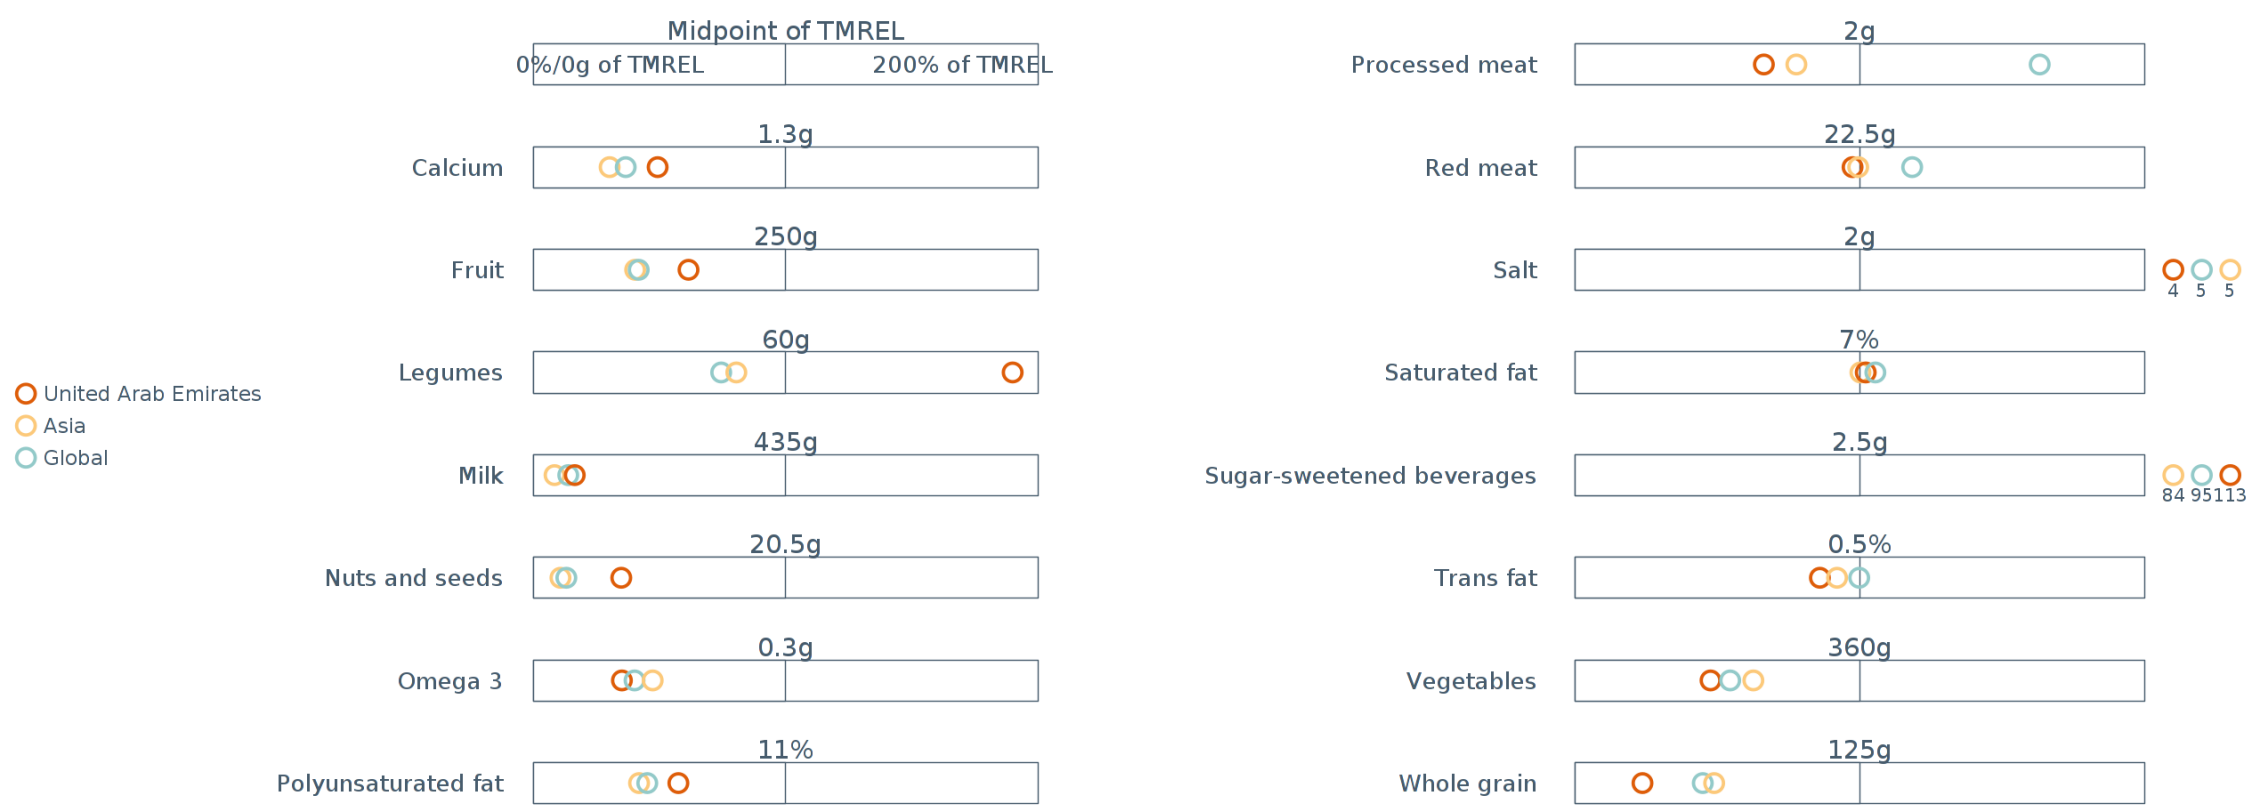 Midpoint of TMREL
0%/0g of TMREL 200% of TMREL
1.3g
Calcium
250g
Fruit
60g
Legumes
435g
Milk
20.5g
Nuts and seeds
0.3g
Omega 3
11%
Polyunsaturated fat
2g
Processed meat
22.5g
Red meat
2g
Salt
4 5 5
7%
Saturated fat
2.5g
Sugar-sweetened beverages
84 95 113
0.5%
Trans fat
360g
Vegetables
125g
Whole grain
United Arab Emirates
Asia
Global